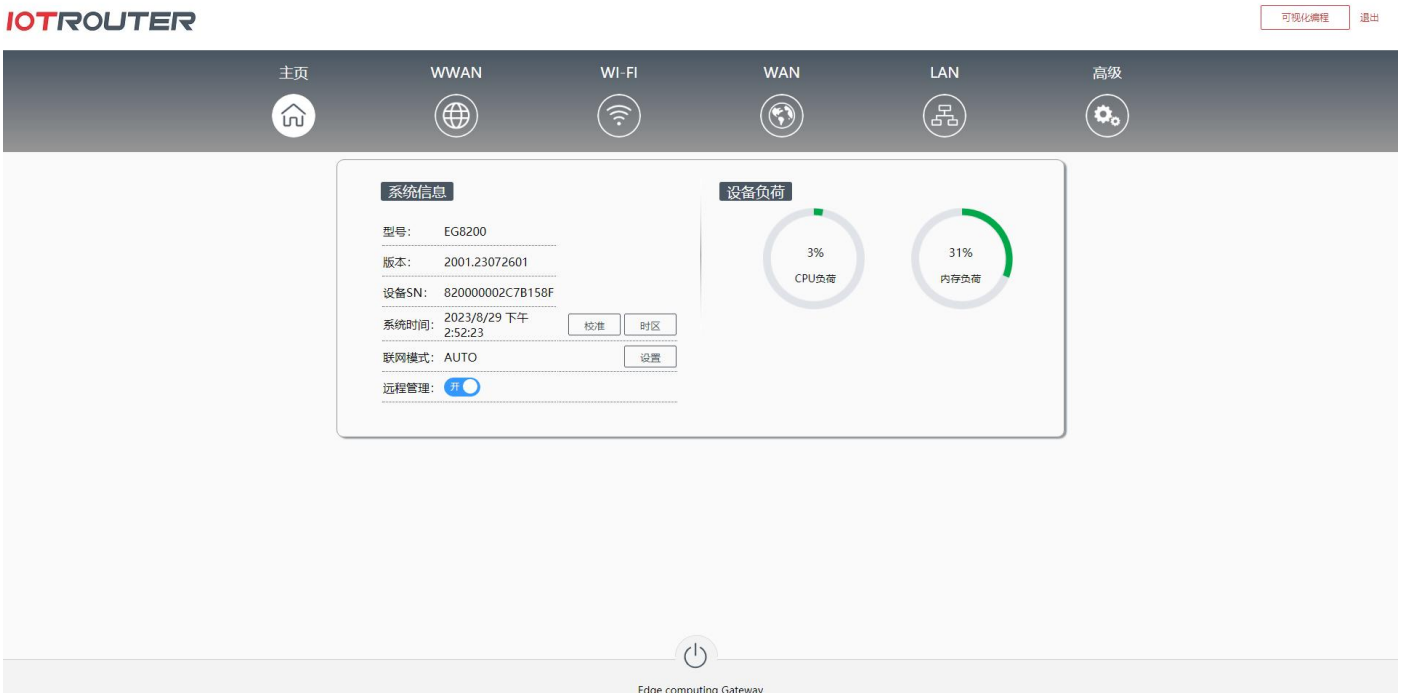 IOTROUTER
可视化编程 退出
主页 WWAN WI-FI WAN LAN 高级
系统信息
型号: EG8200
版本: 2001.23072601
设备SN: 820000002C7B158F
系统时间: 2023/8/29 下午
2:52:23
校准 时区
联网模式: AUTO 设置
远程管理: 开
设备负荷
3%
CPU负荷
31%
内存负荷
Edge computing Gateway